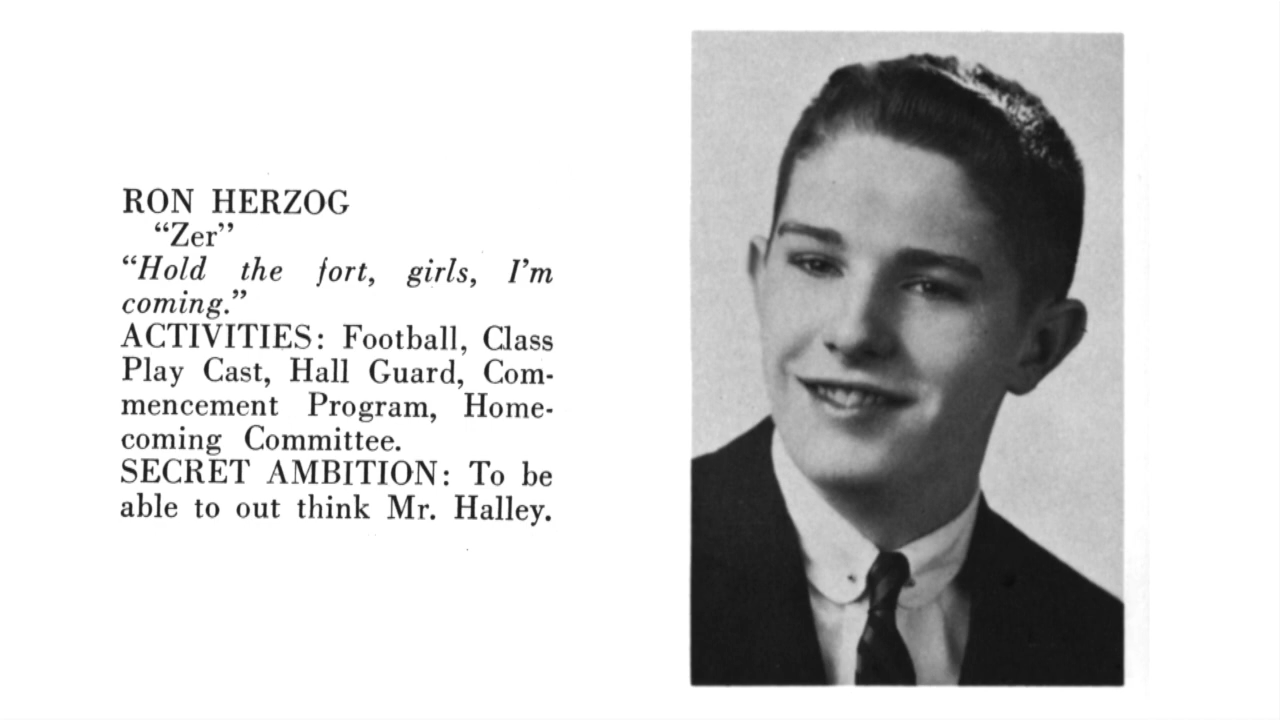 RON HERZOG
“Zer”
“Hold the fort, girls, I’m
coming.”
ACTIVITIES: Football, Class
Play Cast, Hall Guard, Com-
mencement Program, Home-
coming Committee.
SECRET AMBITION: To be
able to out think Mr. Halley.